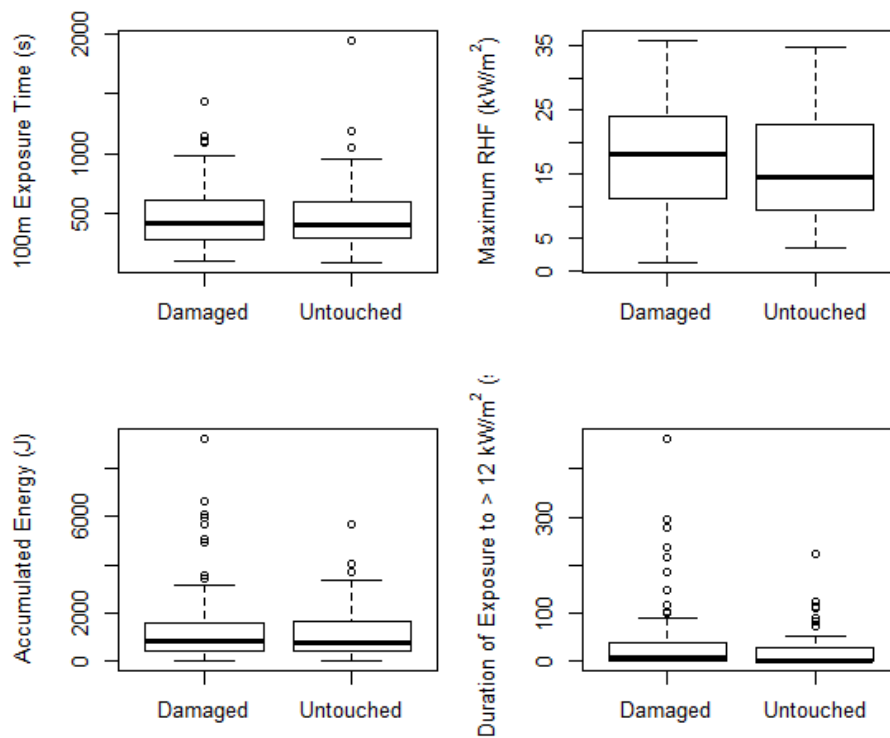 100m Exposure Time (s)
2000
1000
500
Damaged Untouched
Maximum RHF (kW/m²)
35
25
15
5
0
Damaged Untouched
Accumulated Energy (J)
6000
2000
0
Damaged Untouched
Duration of Exposure to > 12 kW/m² (
300
100
0
Damaged Untouched